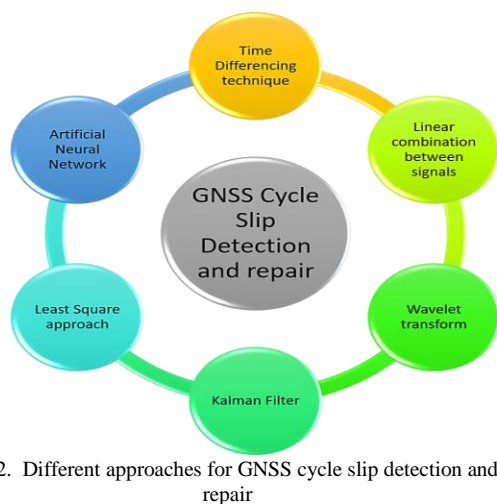 Time
Differencing
technique
Artificial
Neural
Network
Linear
combination
between
signals
GNSS Cycle
Slip
Detection
and repair
Least Square
approach
Wavelet
transform
Kalman Filter
2. Different approaches for GNSS cycle slip detection and
repair